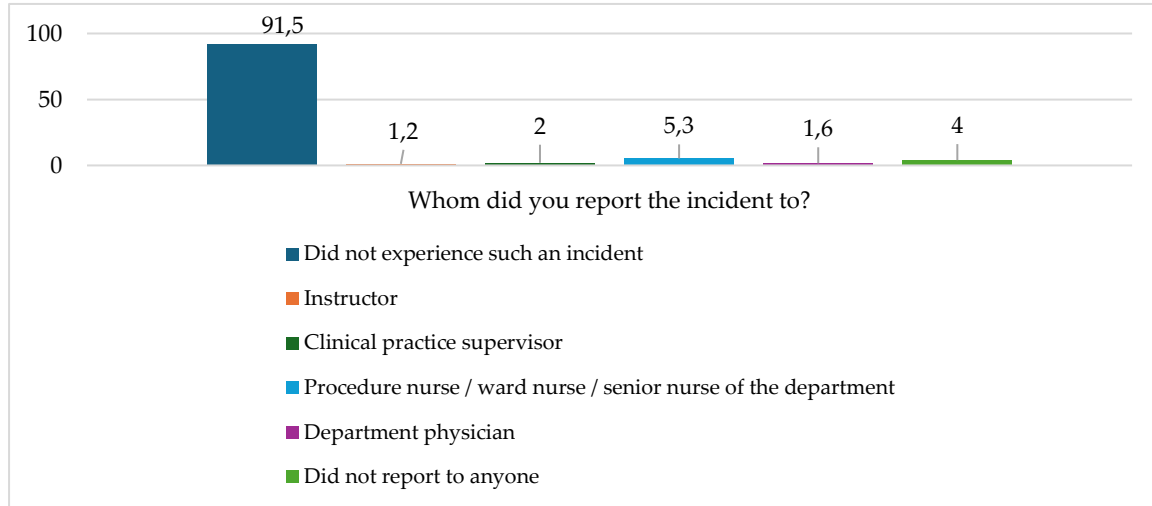 91,5
100
50
0
1,2
2
5,3
1,6
4
Whom did you report the incident to?
Did not experience such an incident
Instructor
Clinical practice supervisor
Procedure nurse / ward nurse / senior nurse of the department
Department physician
Did not report to anyone